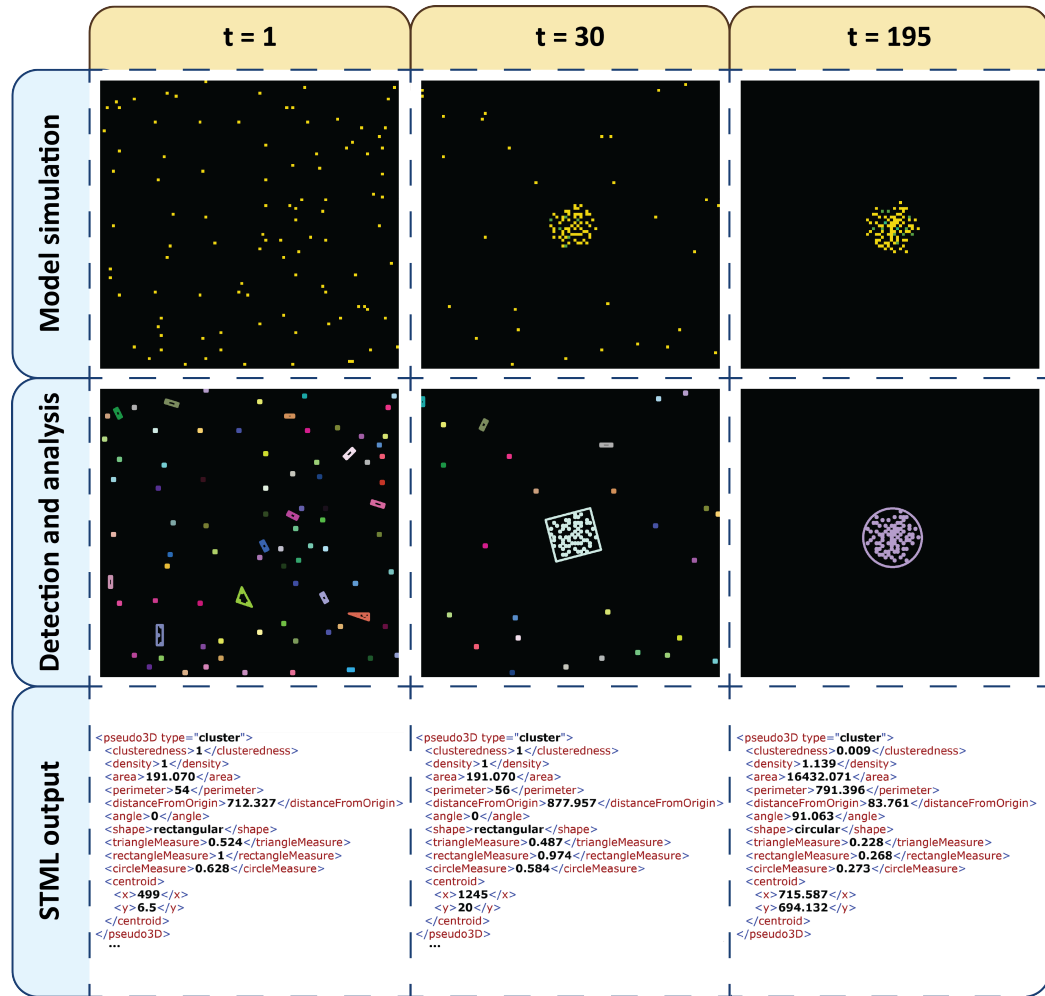 t = 1
t = 30
t = 195
Model simulation
Detection and analysis
STML output
<pseudo3D type="cluster">
<clusteredness>1</clusteredness>
<density>1</density>
<area>191.070</area>
<perimeter>54</perimeter>
<distanceFromOrigin>712.327</distanceFromOrigin>
<angle>0</angle>
<shape>rectangular</shape>
<triangleMeasure>0.524</triangleMeasure>
<rectangleMeasure>1</rectangleMeasure>
<circleMeasure>0.628</circleMeasure>
<centroid>
<x>499</x>
<y>6.5</y>
</centroid>
</pseudo3D>
...
<pseudo3D type="cluster">
<clusteredness>1</clusteredness>
<density>1</density>
<area>191.070</area>
<perimeter>56</perimeter>
<distanceFromOrigin>877.957</distanceFromOrigin>
<angle>0</angle>
<shape>rectangular</shape>
<triangleMeasure>0.487</triangleMeasure>
<rectangleMeasure>0.974</rectangleMeasure>
<circleMeasure>0.584</circleMeasure>
<centroid>
<x>1245</x>
<y>20</y>
</centroid>
</pseudo3D>
...
<pseudo3D type="cluster">
<clusteredness>0.009</clusteredness>
<density>1.139</density>
<area>16432.071</area>
<perimeter>791.396</perimeter>
<distanceFromOrigin>83.761</distanceFromOrigin>
<angle>91.063</angle>
<shape>circular</shape>
<triangleMeasure>0.228</triangleMeasure>
<rectangleMeasure>0.268</rectangleMeasure>
<circleMeasure>0.273</circleMeasure>
<centroid>
<x>715.587</x>
<y>694.132</y>
</centroid>
</pseudo3D>